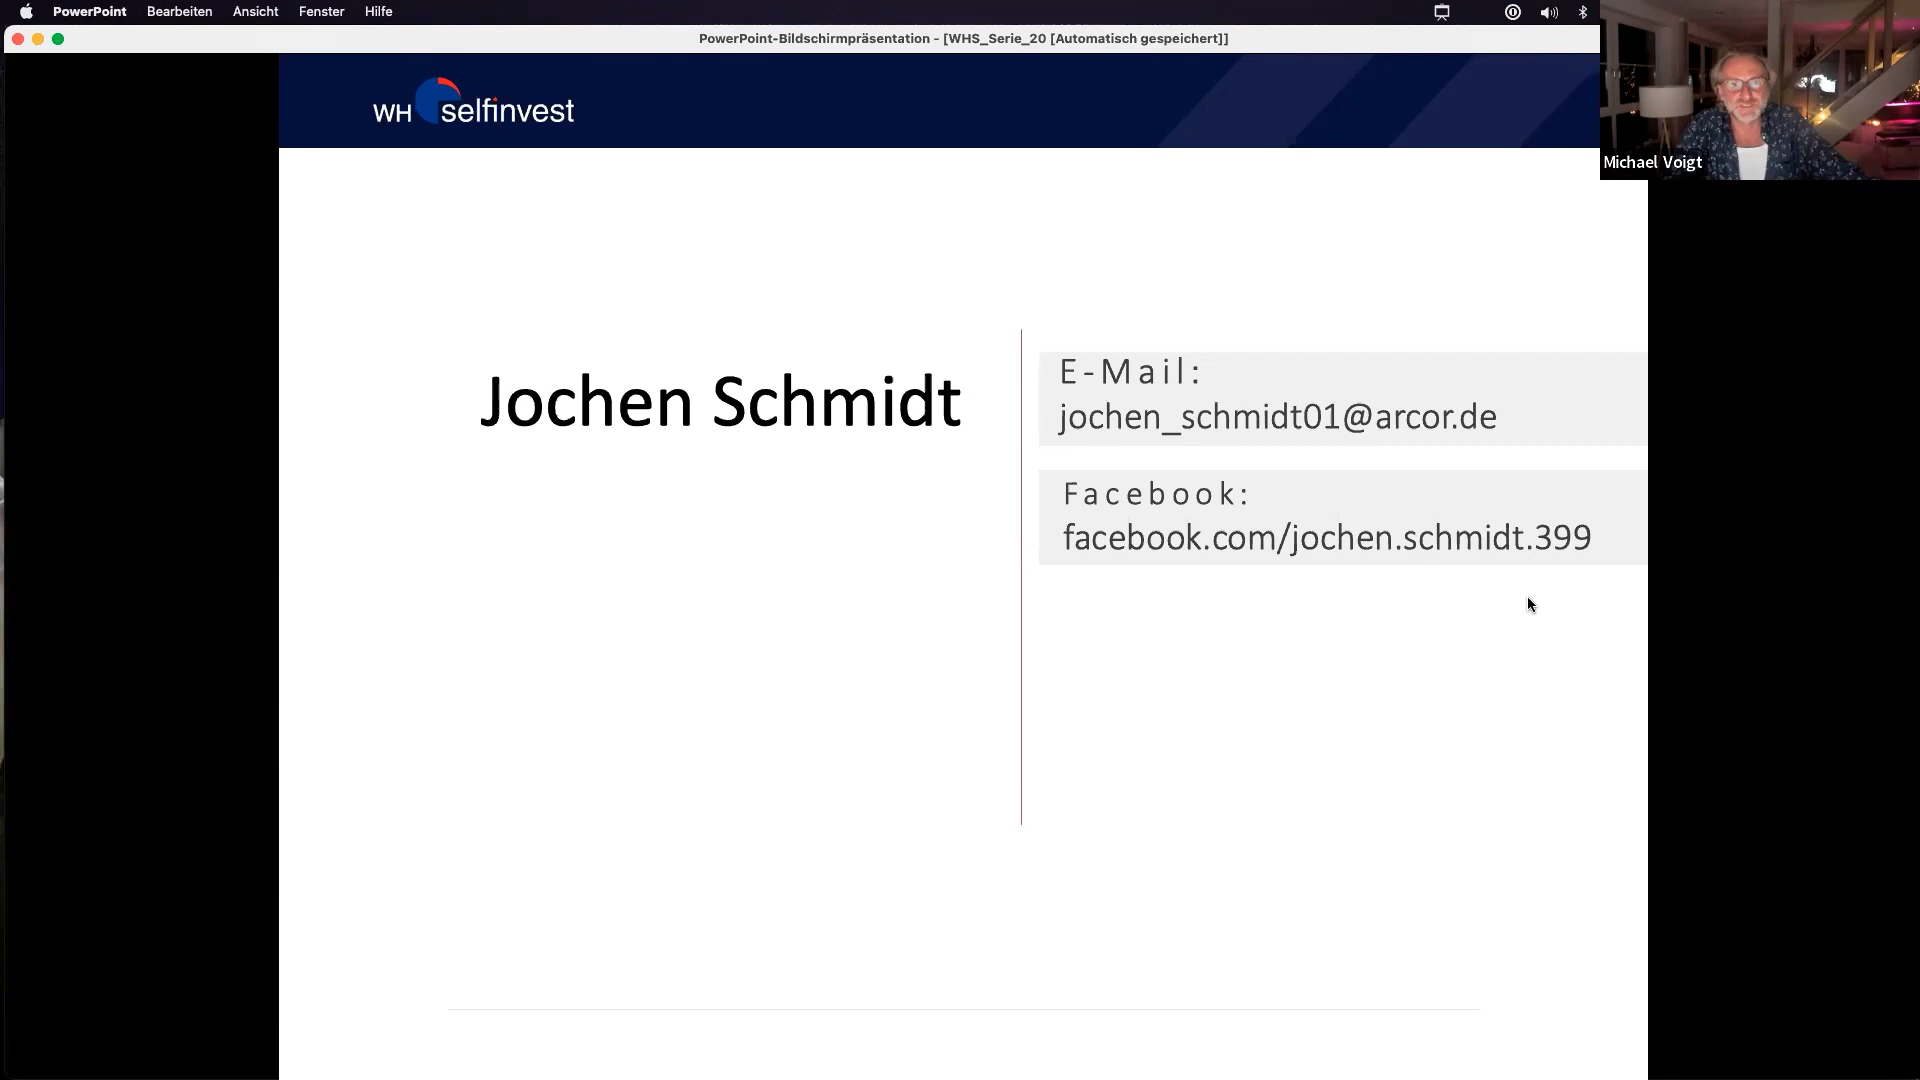 PowerPoint Bearbeiten Ansicht Fenster Hilfe
PowerPoint-Bildschirmpräsentation - [WHS_Serie_20 [Automatisch gespeichert]]
WH selfinvest
Michael Voigt
Jochen Schmidt
E-Mail:
jochen_schmidt01@arcor.de
Facebook:
facebook.com/jochen.schmidt.399